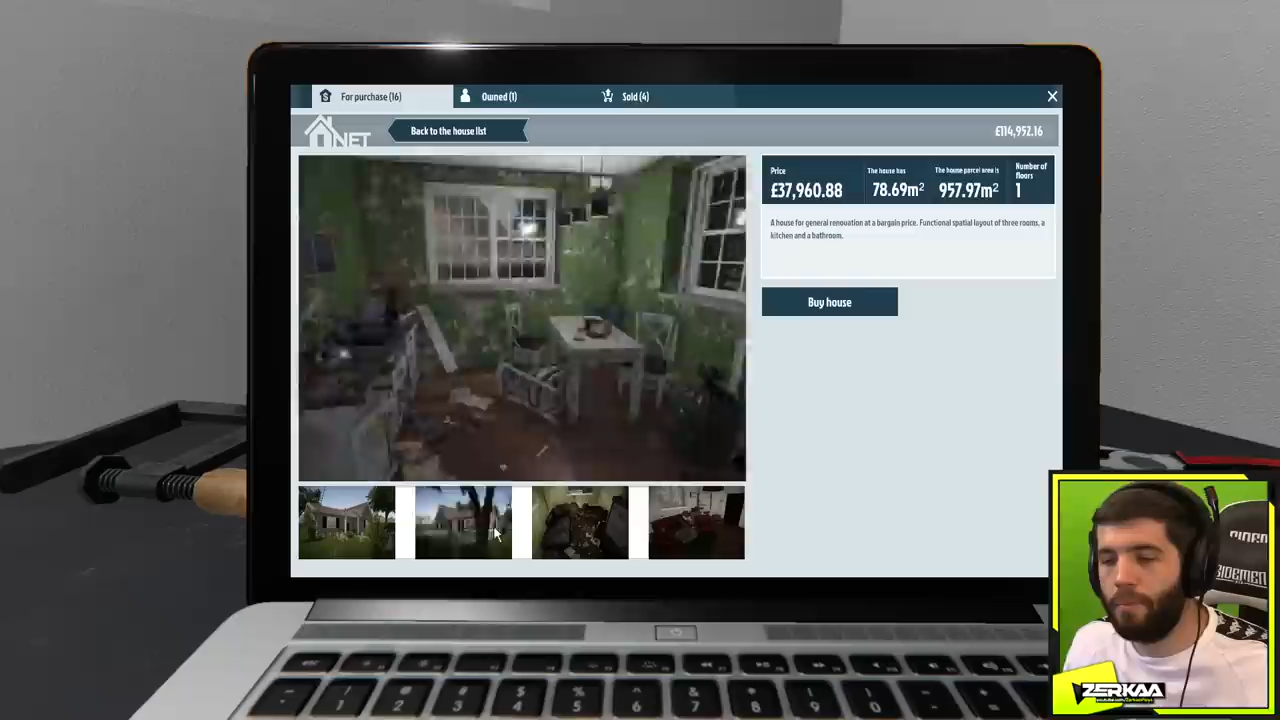 For purchase (16)
Owned (1)
Sold (4)
NET
Back to the house list
£114,952.16
Price
£37,960.88
The house has
78.69m²
The house parcel area is
957.97m²
Number of
floors
1
A house for general renovation at a bargain price. Functional spatial layout of three rooms, a
kitchen and a bathroom.
Buy house
SIDEMEN
ZERKAA